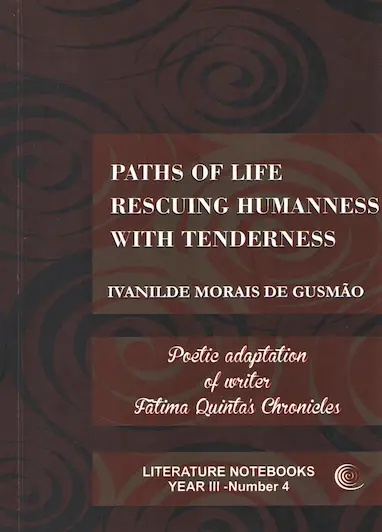 PATHS OF LIFE
RESCUING HUMANNESS
WITH TENDERNESS
IVANILDE MORAIS DE GUSMÃO
Poetic adaptation
of writer
Fátima Quinta's Chronicles
LITERATURE NOTEBOOKS
YEAR III -Number 4